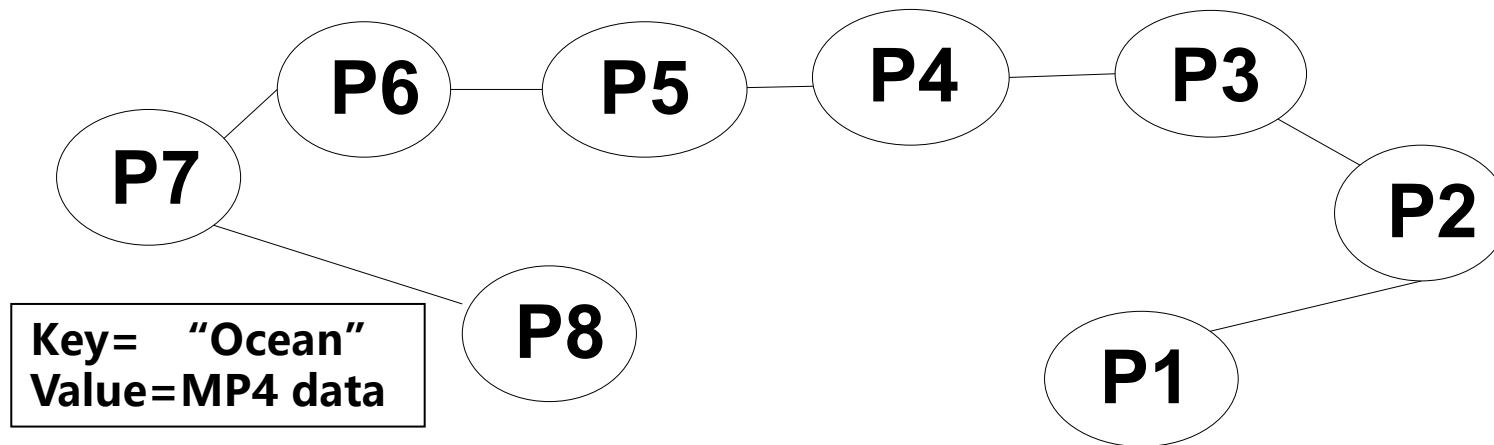 P6
P5
P4
P3
P7
P2
P8
P1
Key= “Ocean”
Value=MP4 data